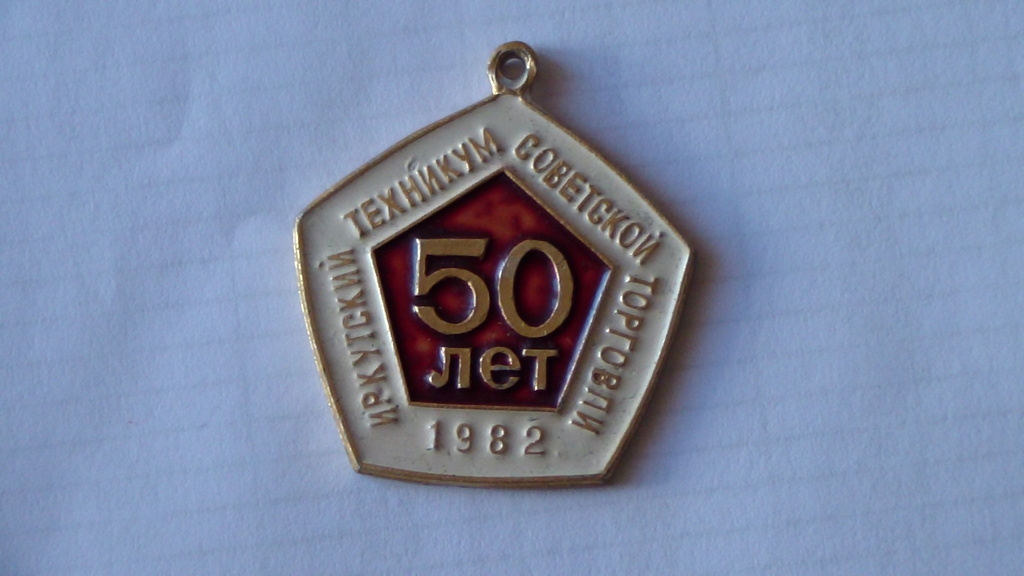 ИРКУТСКИЙ ТЕХНИКУМ СОВЕТСКОЙ ТОРГОВЛИ
50
лет
1982